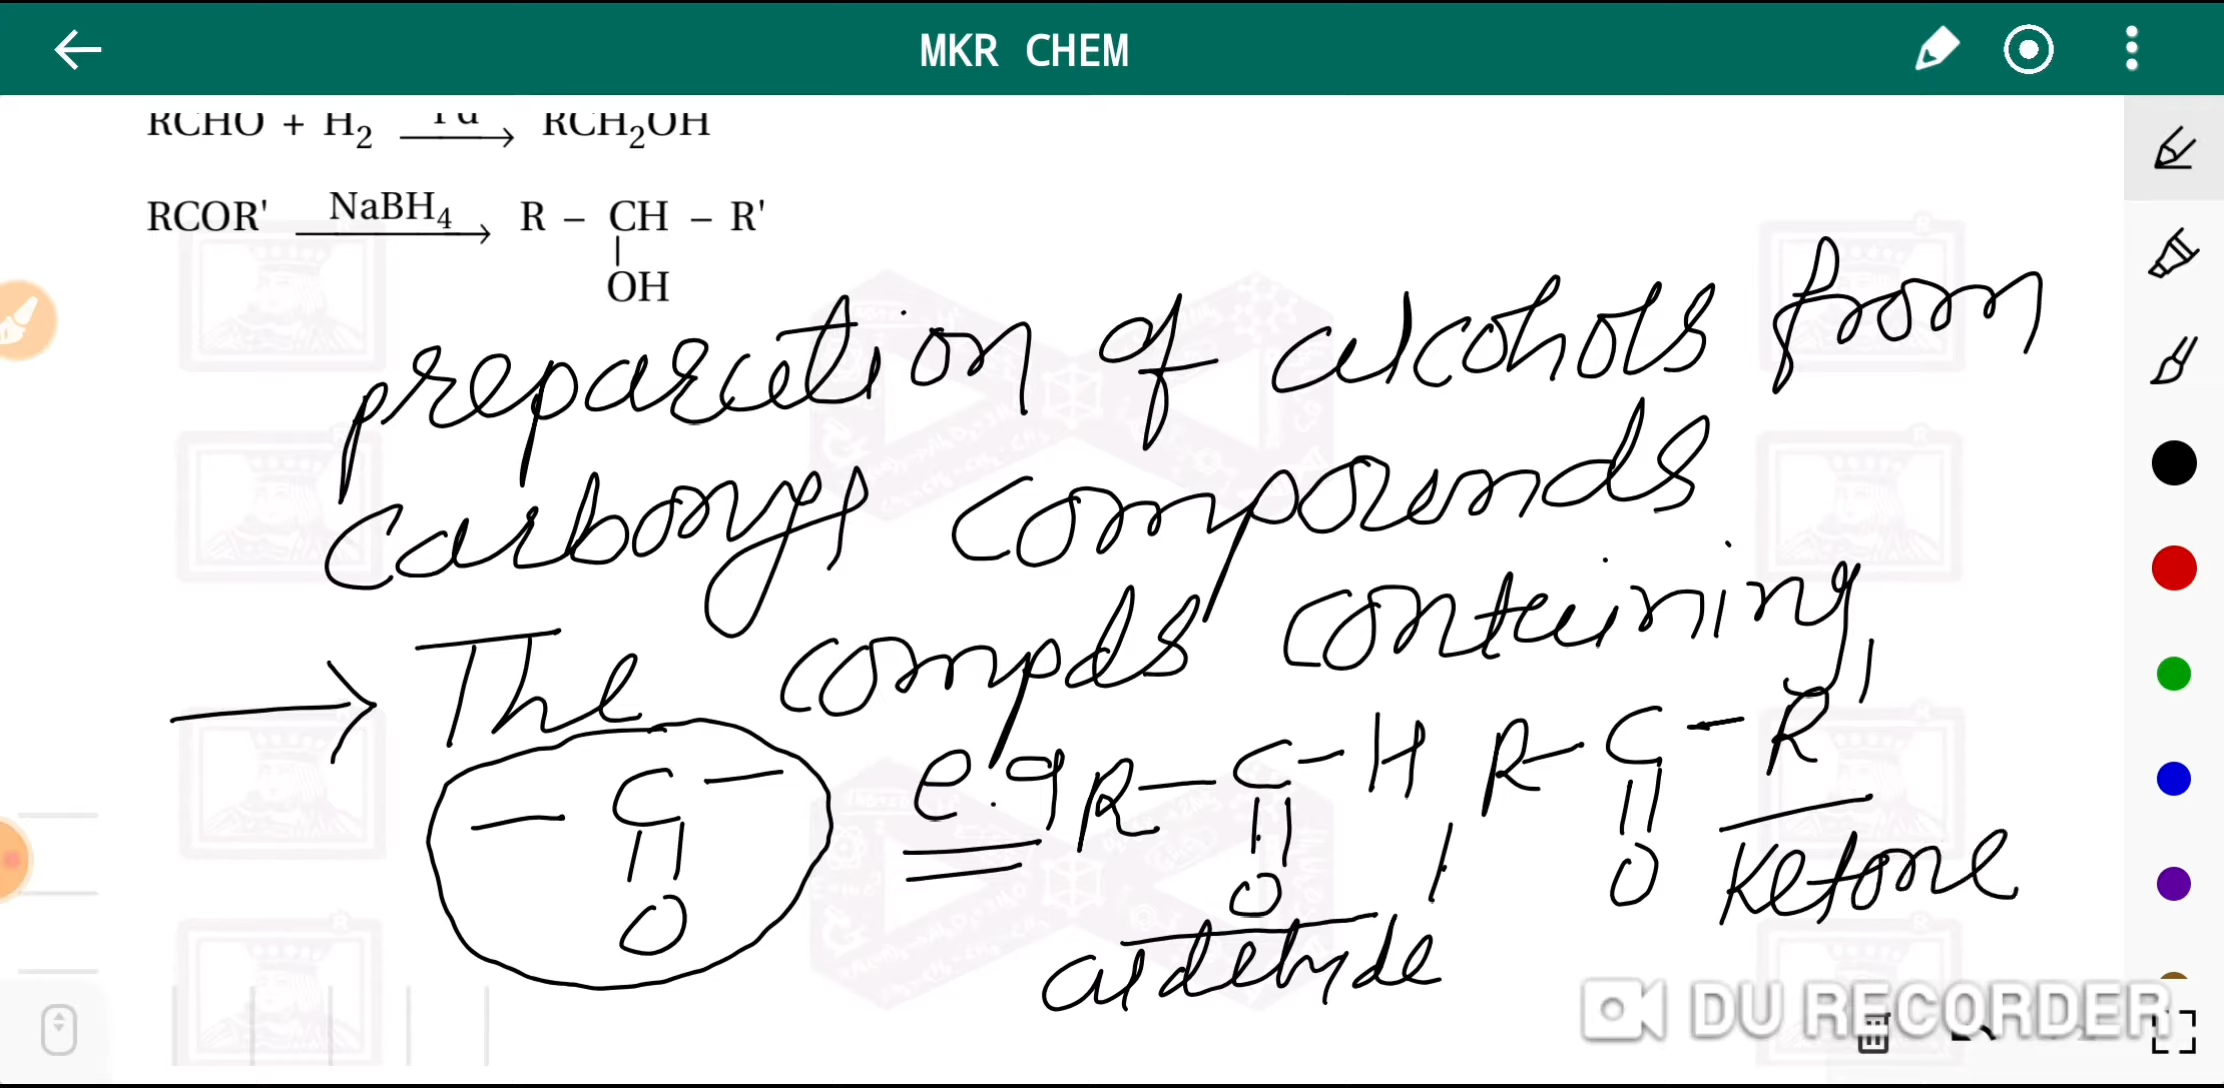 MKR CHEM
RCHO + H2 Pd → RCH2OH
RCOR' NaBH4 → R – CH – R'
OH
preparation of alcohols from
carbonyl compounds
→ The compds containing
– C – e.g R – C – H , R – C – R'
O O O
aldehyde Ketone
DU RECORDER